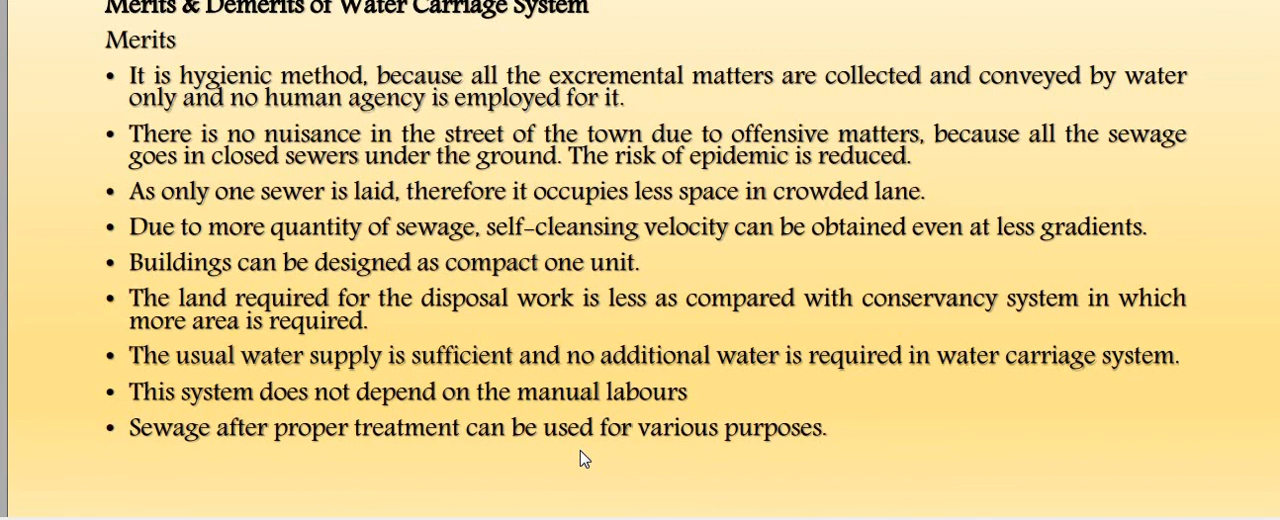 Merits & Demerits of Water Carriage System
Merits
• It is hygienic method, because all the excremental matters are collected and conveyed by water
only and no human agency is employed for it.
• There is no nuisance in the street of the town due to offensive matters, because all the sewage
goes in closed sewers under the ground. The risk of epidemic is reduced.
• As only one sewer is laid, therefore it occupies less space in crowded lane.
• Due to more quantity of sewage, self-cleansing velocity can be obtained even at less gradients.
• Buildings can be designed as compact one unit.
• The land required for the disposal work is less as compared with conservancy system in which
more area is required.
• The usual water supply is sufficient and no additional water is required in water carriage system.
• This system does not depend on the manual labours
• Sewage after proper treatment can be used for various purposes.